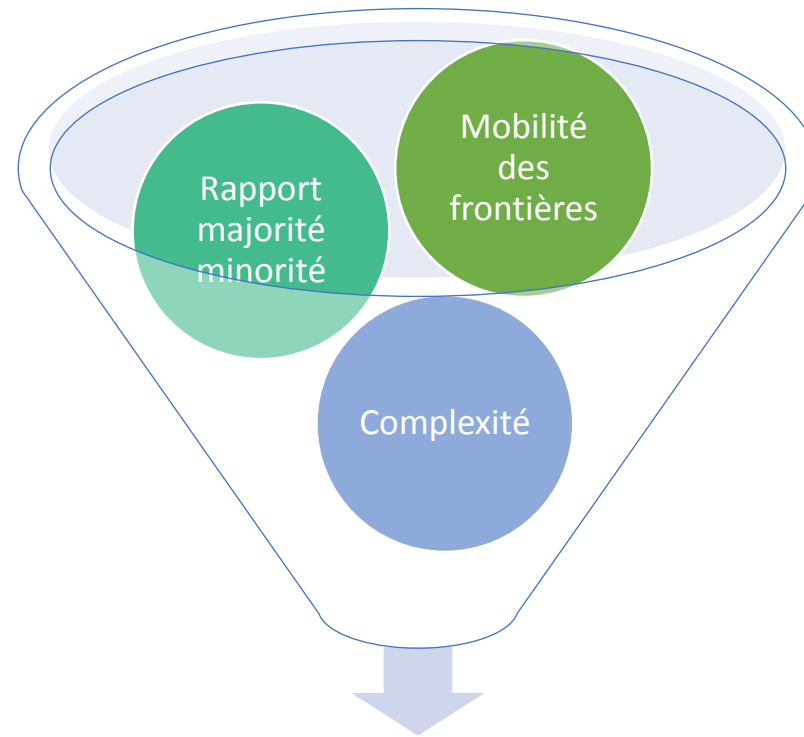 Mobilité
des
frontières
Rapport
majorité
minorité
Complexité